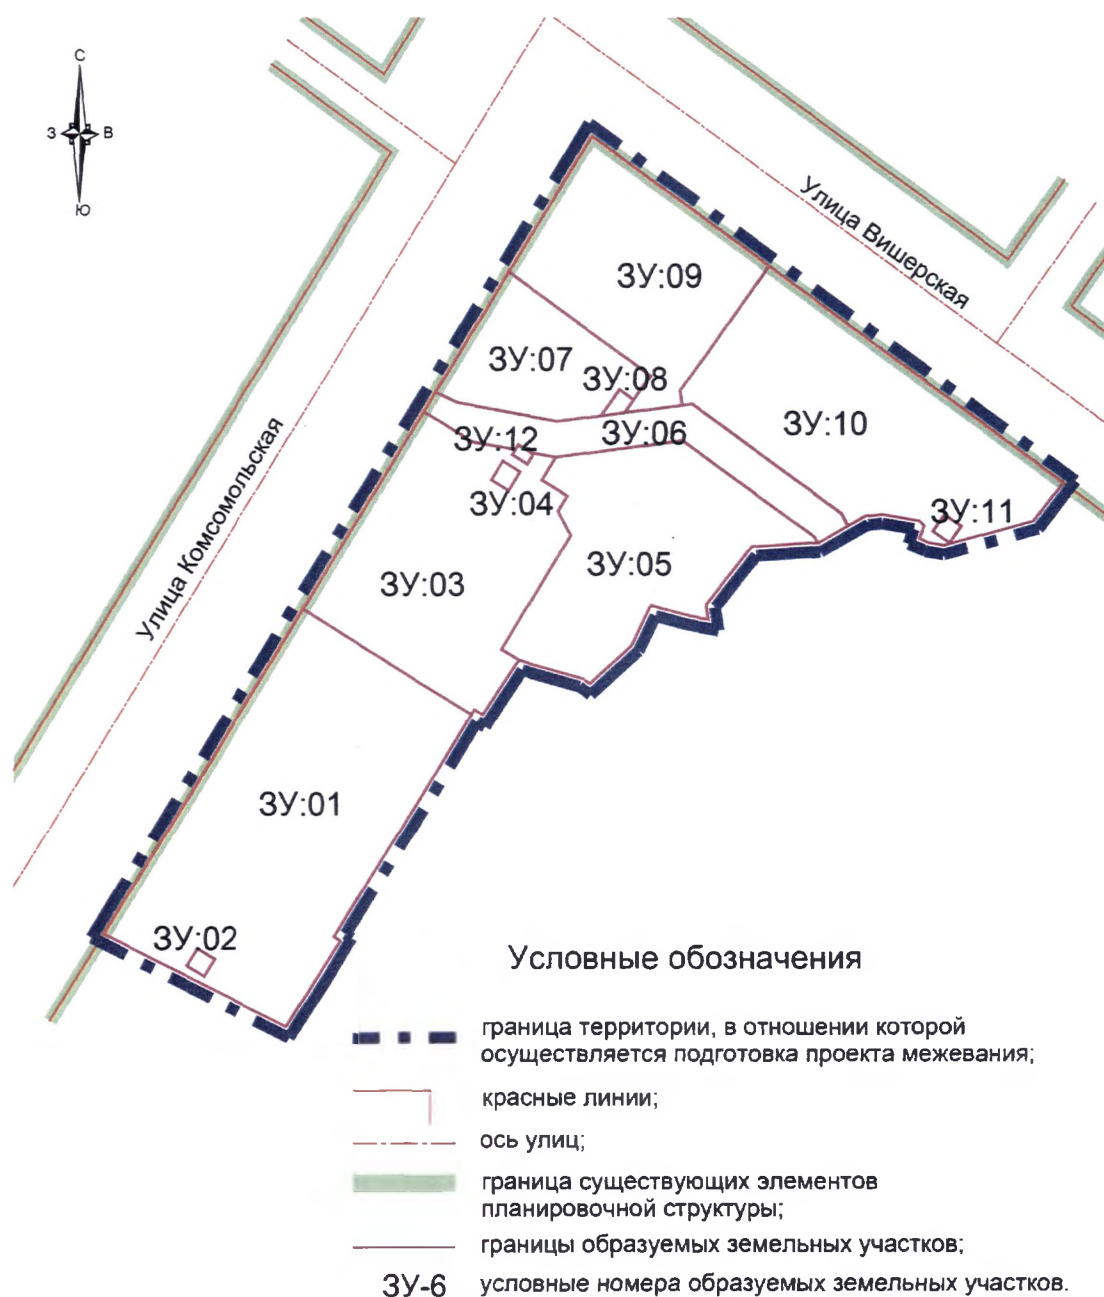 С
З В
Ю
Улица Вишерская
Улица Комсомольская
ЗУ:09
ЗУ:07
ЗУ:08
ЗУ:10
ЗУ:12
ЗУ:06
ЗУ:04
ЗУ:11
ЗУ:03
ЗУ:05
ЗУ:01
ЗУ:02
Условные обозначения
граница территории, в отношении которой
осуществляется подготовка проекта межевания;
красные линии;
ось улиц;
граница существующих элементов
планировочной структуры;
границы образуемых земельных участков;
ЗУ-6 условные номера образуемых земельных участков.